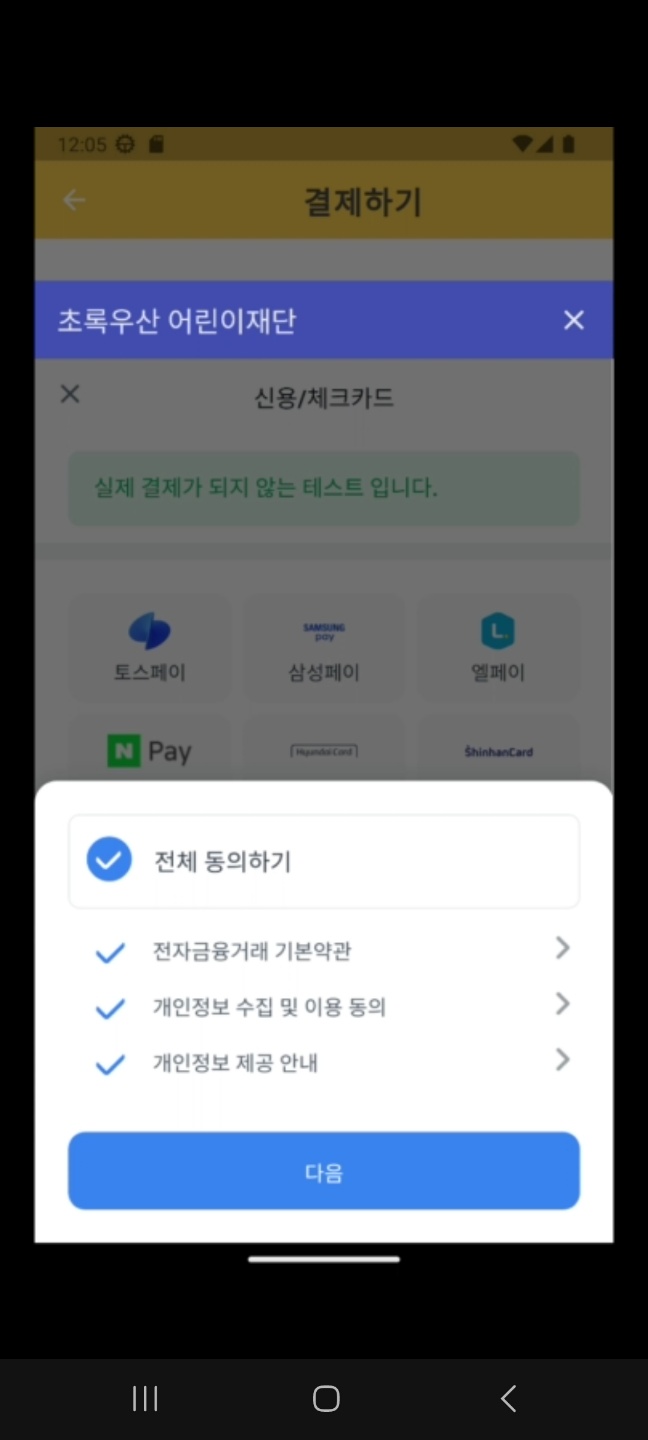 12:05
결제하기
초록우산 어린이재단
신용/체크카드
실제 결제가 되지 않는 테스트 입니다.
SAMSUNG
pay
L.
토스페이 삼성페이 엘페이
N Pay Hyundai Card ShinhanCard
전체 동의하기
전자금융거래 기본약관
개인정보 수집 및 이용 동의
개인정보 제공 안내
다음